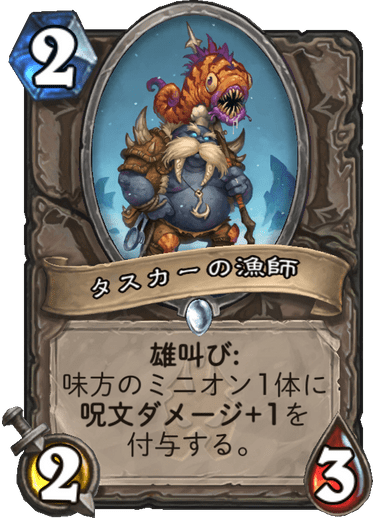 2
タスカーの漁師
雄叫び:
味方のミニオン1体に
呪文ダメージ+1を
付与する。
2
3